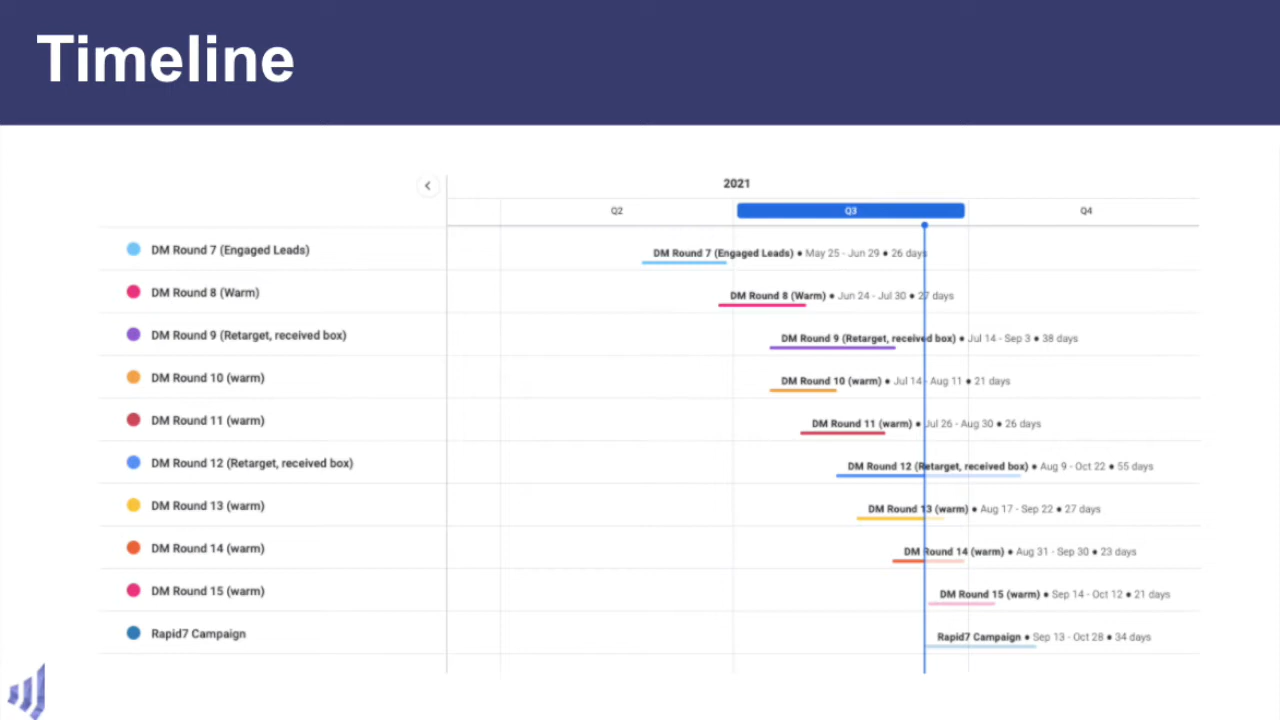 Timeline
2021
Q2 Q3 Q4
DM Round 7 (Engaged Leads) DM Round 7 (Engaged Leads) • May 25 - Jun 29 • 26 days
DM Round 8 (Warm) DM Round 8 (Warm) • Jun 24 - Jul 30 • 27 days
DM Round 9 (Retarget, received box) DM Round 9 (Retarget, received box) • Jul 14 - Sep 3 • 38 days
DM Round 10 (warm) DM Round 10 (warm) • Jul 14 - Aug 11 • 21 days
DM Round 11 (warm) DM Round 11 (warm) • Jul 26 - Aug 30 • 26 days
DM Round 12 (Retarget, received box) DM Round 12 (Retarget, received box) • Aug 9 - Oct 22 • 55 days
DM Round 13 (warm) DM Round 13 (warm) • Aug 17 - Sep 22 • 27 days
DM Round 14 (warm) DM Round 14 (warm) • Aug 31 - Sep 30 • 23 days
DM Round 15 (warm) DM Round 15 (warm) • Sep 14 - Oct 12 • 21 days
Rapid7 Campaign Rapid7 Campaign • Sep 13 - Oct 28 • 34 days